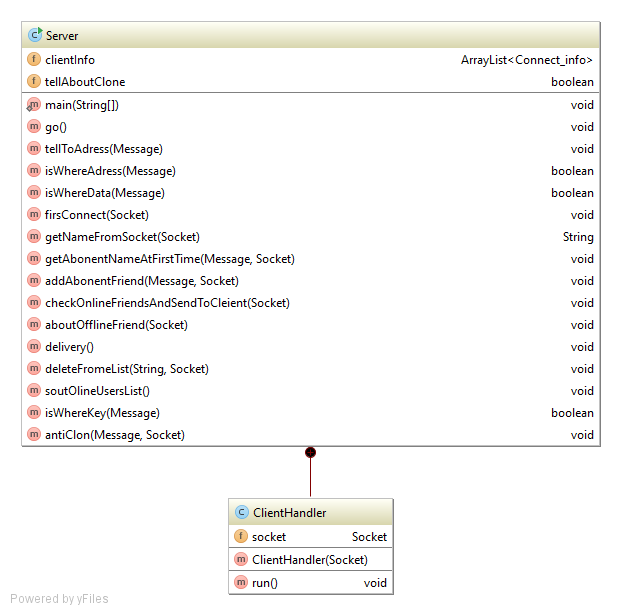 Server
clientInfo ArrayList<Connect_info>
tellAboutClone boolean
main(String[]) void
go() void
tellToAdress(Message) void
isWhereAdress(Message) boolean
isWhereData(Message) boolean
firsConnect(Socket) void
getNameFromSocket(Socket) String
getAbonentNameAtFirstTime(Message, Socket) void
addAbonentFriend(Message, Socket) void
checkOnlineFriendsAndSendToCleient(Socket) void
aboutOfflineFriend(Socket) void
delivery() void
deleteFromeList(String, Socket) void
soutOlineUsersList() void
isWhereKey(Message) boolean
antiClon(Message, Socket) void
ClientHandler
socket Socket
ClientHandler(Socket)
run() void
Powered by yFiles